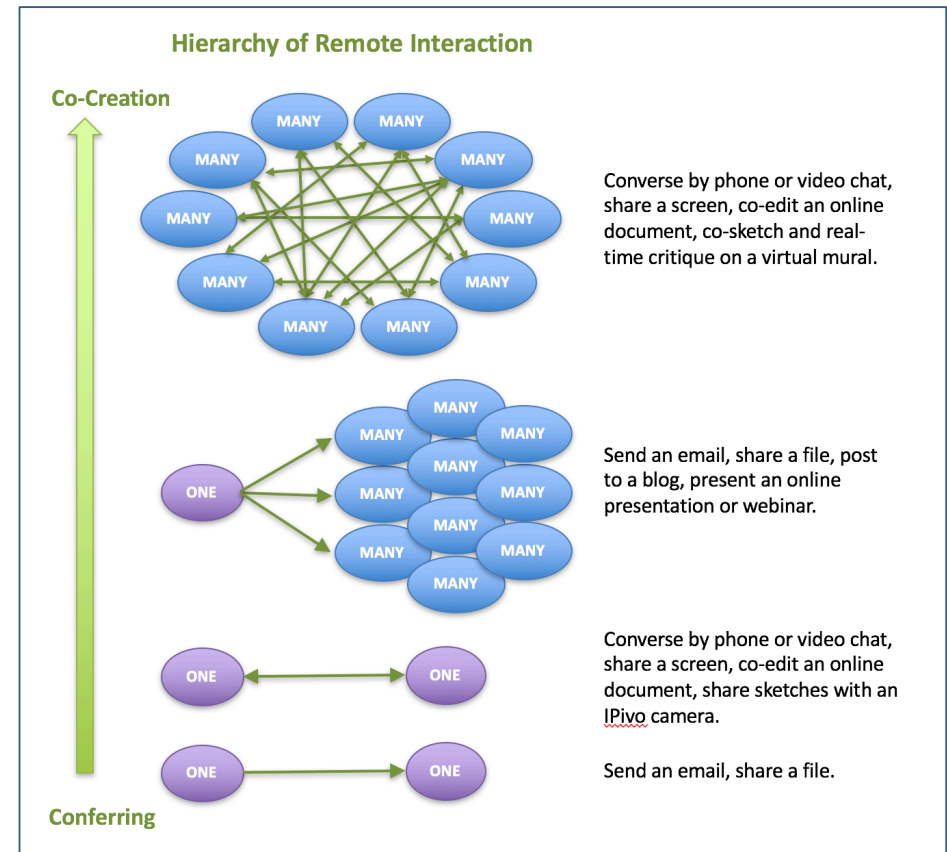 Hierarchy of Remote Interaction
Co-Creation
MANY
MANY
MANY
MANY
MANY
MANY
MANY
MANY
MANY
MANY
Converse by phone or video chat,
share a screen, co-edit an online
document, co-sketch and real-
time critique on a virtual mural.
ONE
MANY
MANY
MANY
MANY
MANY
MANY
MANY
MANY
MANY
MANY
Send an email, share a file, post
to a blog, present an online
presentation or webinar.
ONE
ONE
Converse by phone or video chat,
share a screen, co-edit an online
document, share sketches with an
IPivo camera.
ONE
ONE
Send an email, share a file.
Conferring